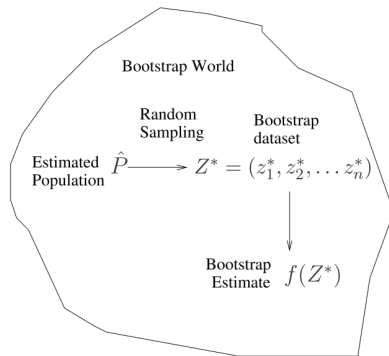 Bootstrap World
Random
Sampling
Bootstrap
dataset
Estimated
Population
P̂ ⟶ Z* = (z₁*, z₂*, … zₙ*)
Bootstrap
Estimate
f(Z*)